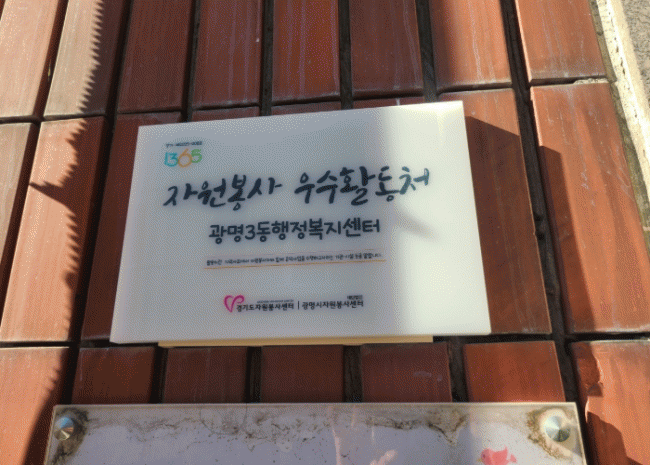 1365
자원봉사 우수활동처
광명3동행정복지센터
경기도자원봉사센터 | 광명시자원봉사센터